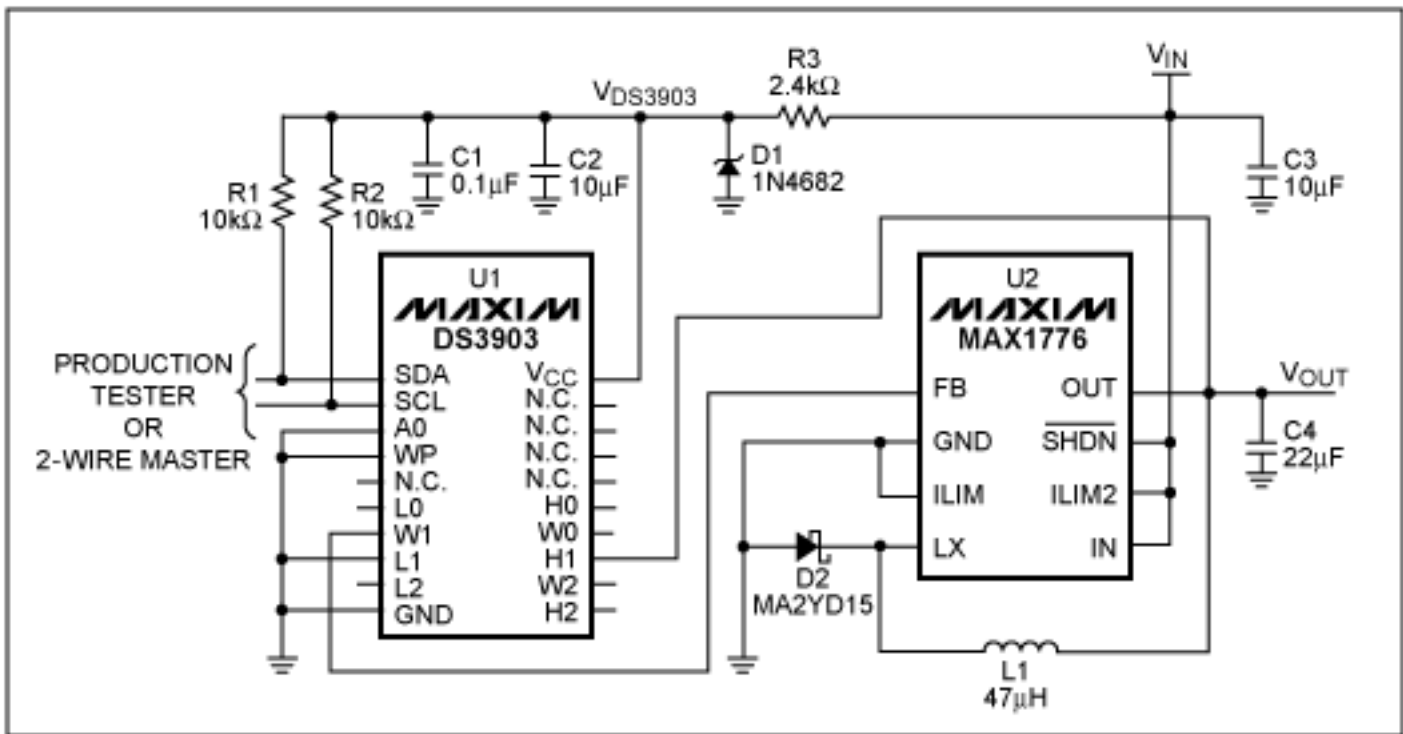 VIN
R3
2.4kΩ
VDS3903
C1
0.1μF
C2
10μF
D1
1N4682
C3
10μF
R1
10kΩ
R2
10kΩ
U1
MAXIM
DS3903
U2
MAXIM
MAX1776
PRODUCTION
TESTER
OR
2-WIRE MASTER
SDA
SCL
A0
WP
N.C.
L0
W1
L1
L2
GND
VCC
N.C.
N.C.
N.C.
N.C.
H0
W0
H1
W2
H2
FB
GND
ILIM
LX
OUT
SHDN
ILIM2
IN
VOUT
C4
22μF
D2
MA2YD15
L1
47μH